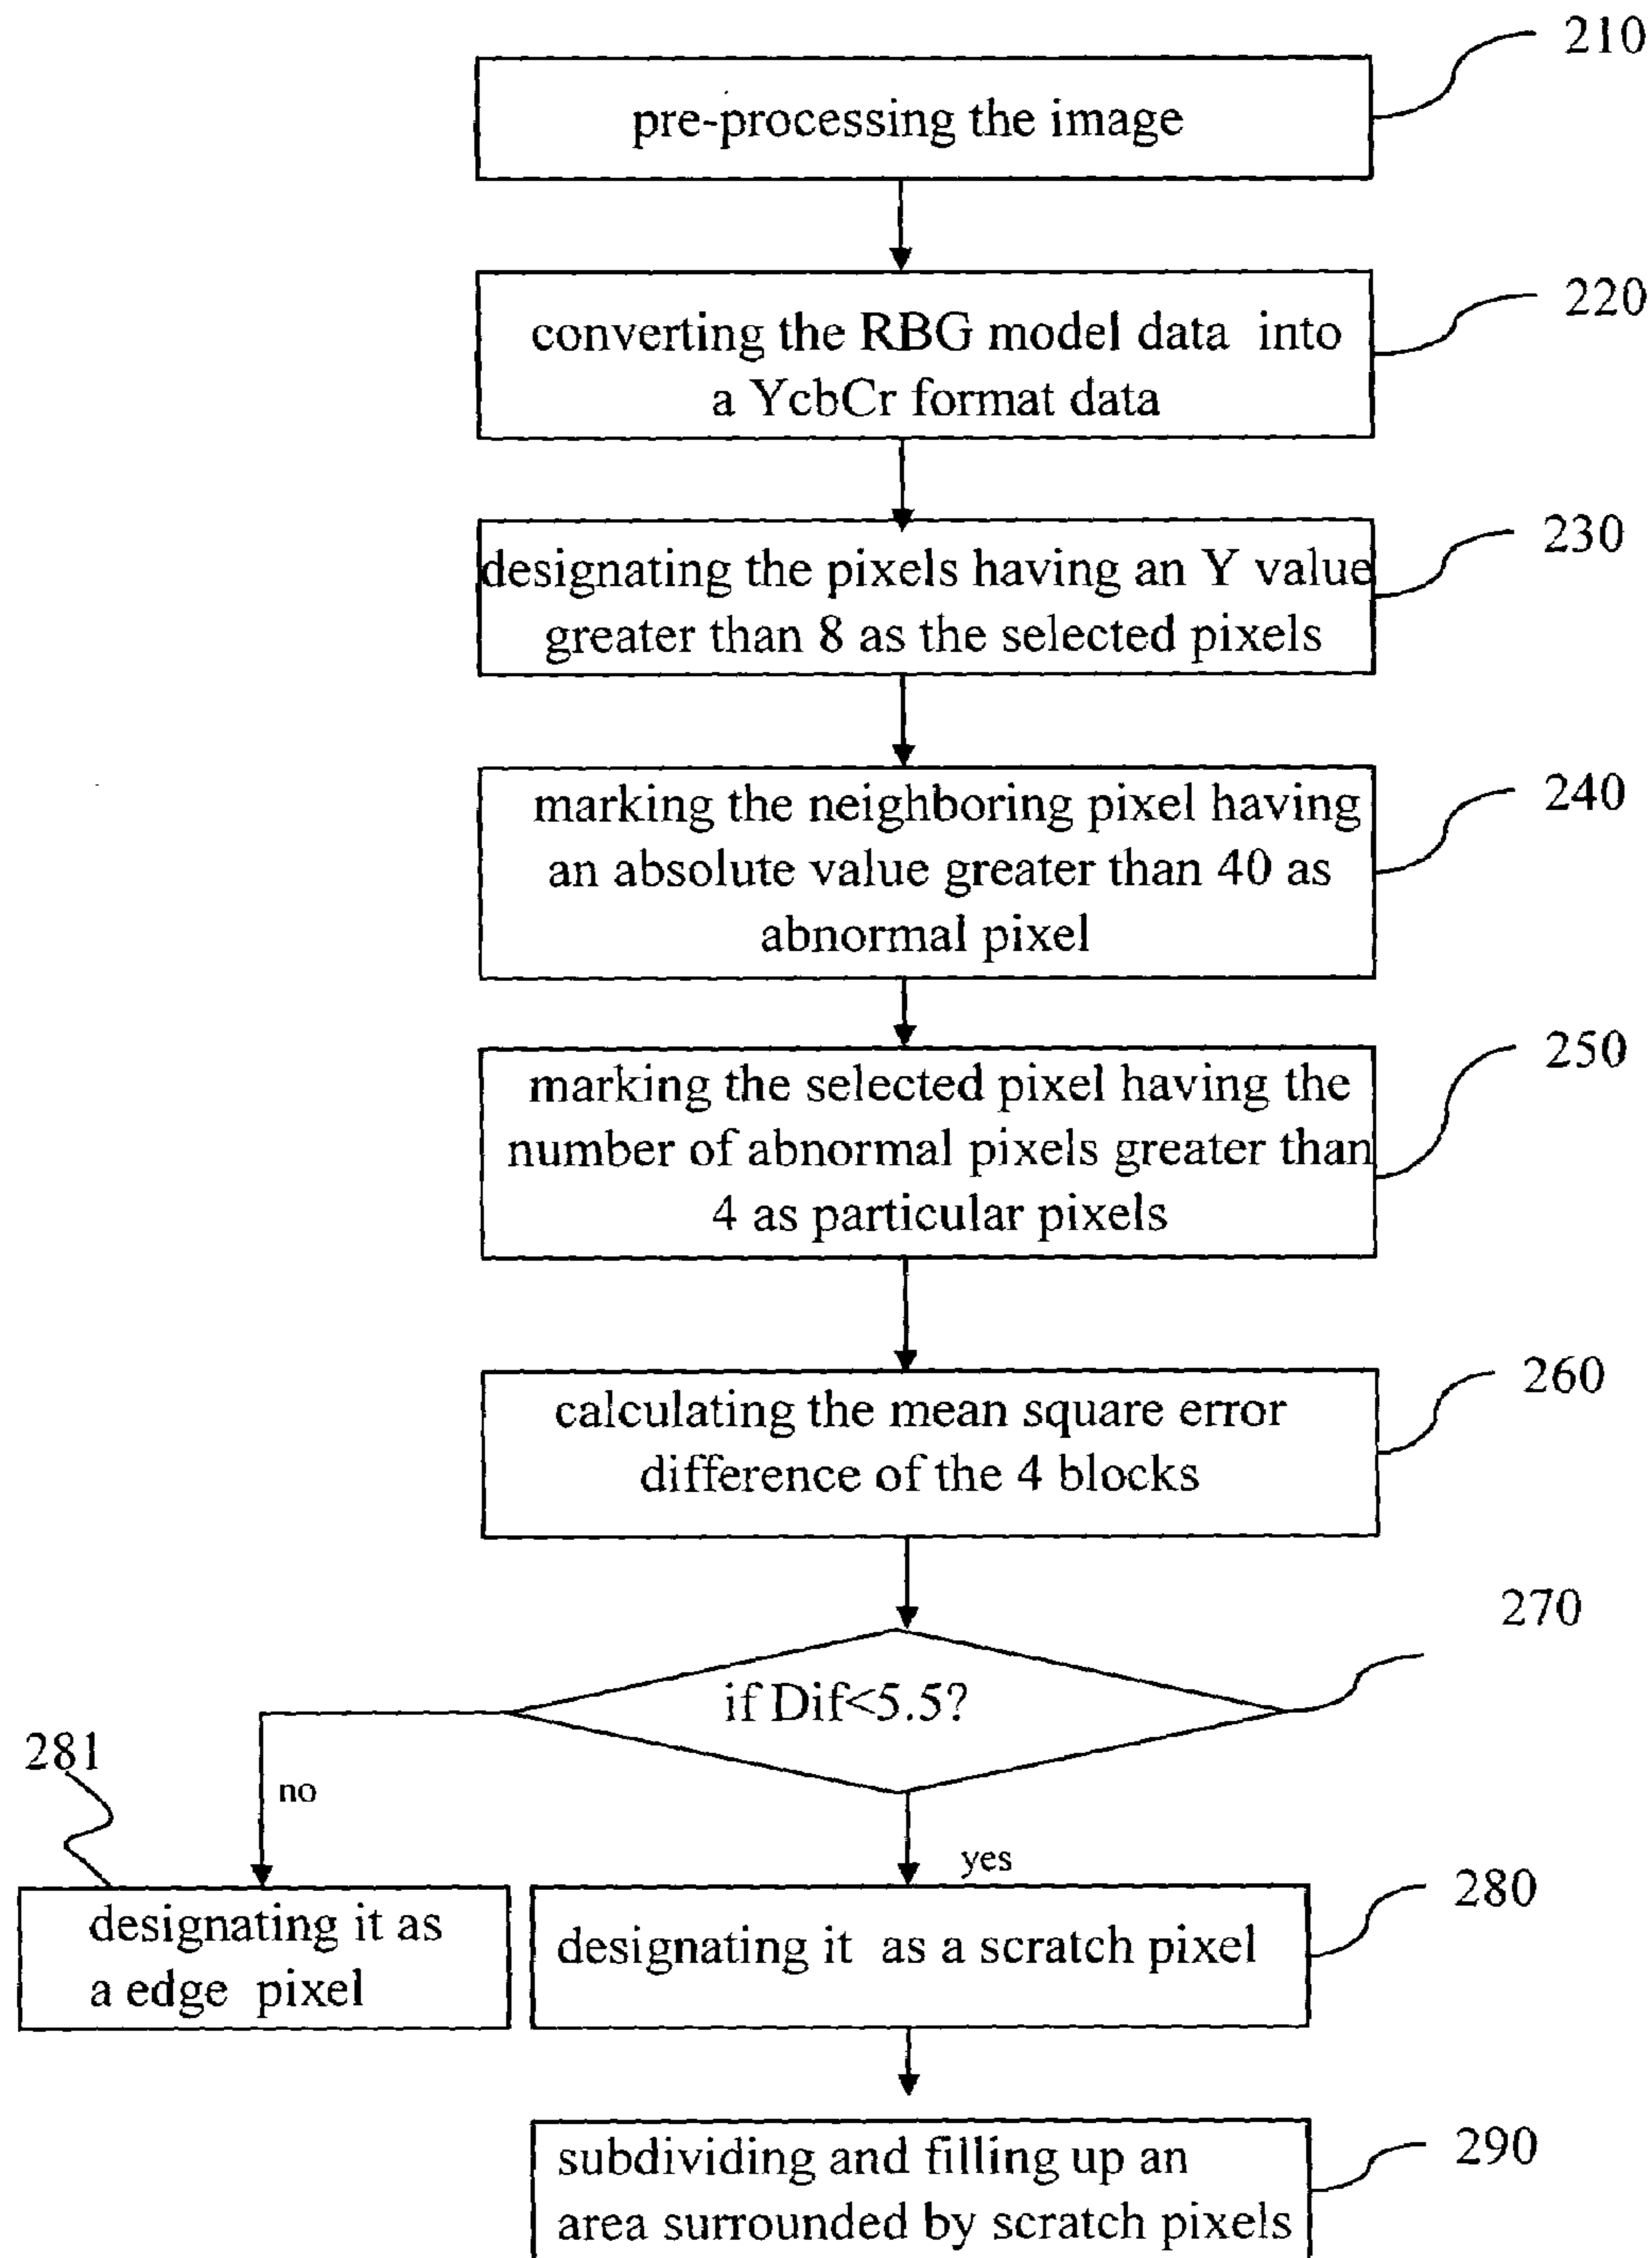 210
pre-processing the image
220
converting the RBG model data into
a YcbCr format data
230
designating the pixels having an Y value
greater than 8 as the selected pixels
240
marking the neighboring pixel having
an absolute value greater than 40 as
abnormal pixel
250
marking the selected pixel having the
number of abnormal pixels greater than
4 as particular pixels
260
calculating the mean square error
difference of the 4 blocks
270
if Dif<5.5?
281
no
yes
280
designating it as
a edge pixel
designating it as a scratch pixel
290
subdividing and filling up an
area surrounded by scratch pixels